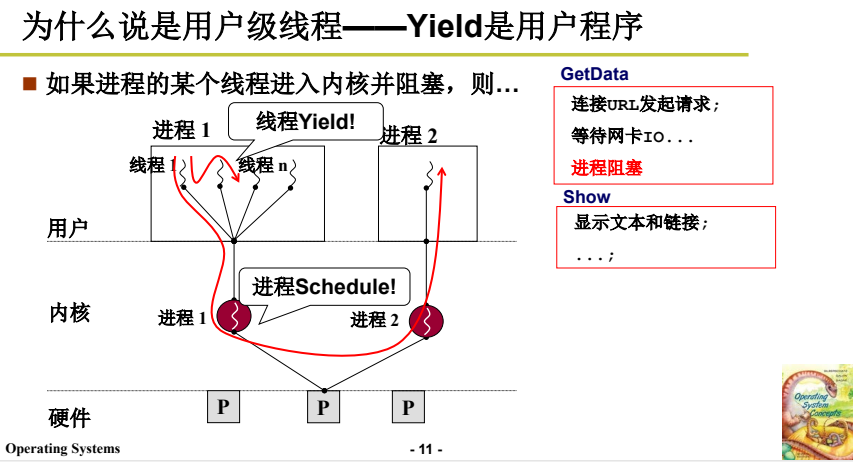 为什么说是用户级线程——Yield是用户程序
如果进程的某个线程进入内核并阻塞，则…
GetData
连接URL发起请求;
等待网卡IO...
进程阻塞
Show
显示文本和链接;
...;
进程 1
线程Yield!
进程 2
线程 1
线程 n
用户
进程Schedule!
内核
进程 1
进程 2
P
P
P
硬件
Operating Systems
- 11 -
Operating
System
Concepts